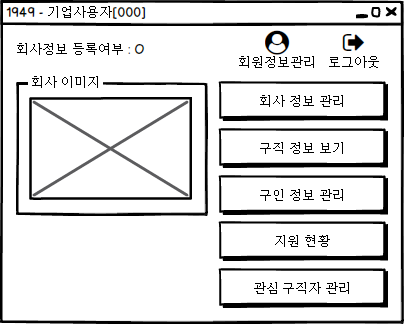 1949 - 기업사용자[000]
회사정보 등록여부 : O
회원정보관리
로그아웃
회사 이미지
회사 정보 관리
구직 정보 보기
구인 정보 관리
지원 현황
관심 구직자 관리